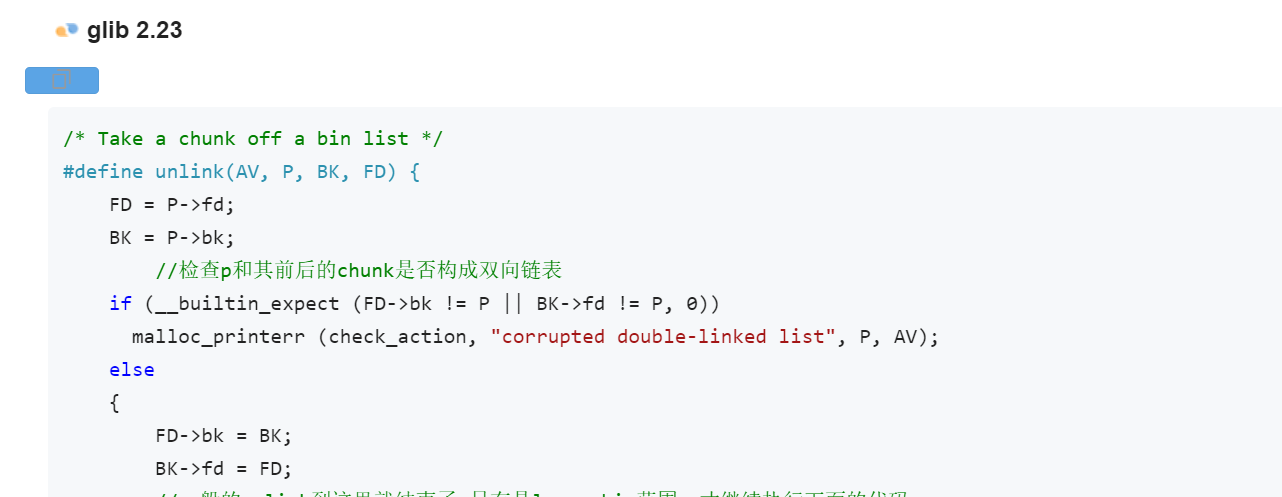 glib 2.23
/* Take a chunk off a bin list */
#define unlink(AV, P, BK, FD) {
FD = P->fd;
BK = P->bk;
//检查p和其前后的chunk是否构成双向链表
if (__builtin_expect (FD->bk != P || BK->fd != P, 0))
malloc_printerr (check_action, "corrupted double-linked list", P, AV);
else
{
FD->bk = BK;
BK->fd = FD;